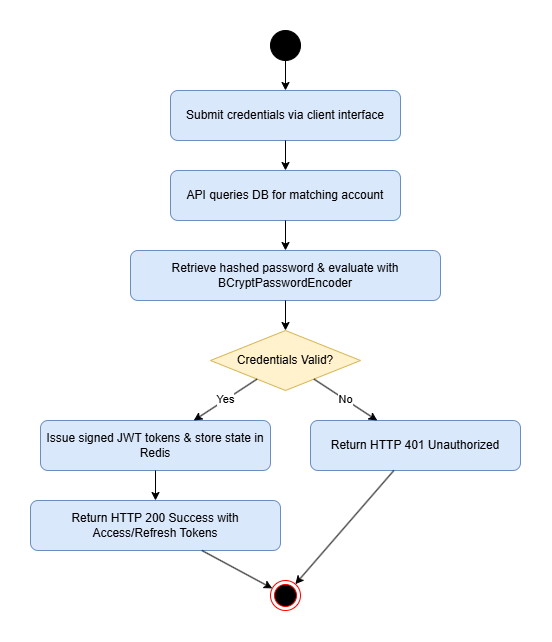 Submit credentials via client interface
API queries DB for matching account
Retrieve hashed password & evaluate with
BCryptPasswordEncoder
Credentials Valid?
Yes
No
Issue signed JWT tokens & store state in
Redis
Return HTTP 401 Unauthorized
Return HTTP 200 Success with
Access/Refresh Tokens